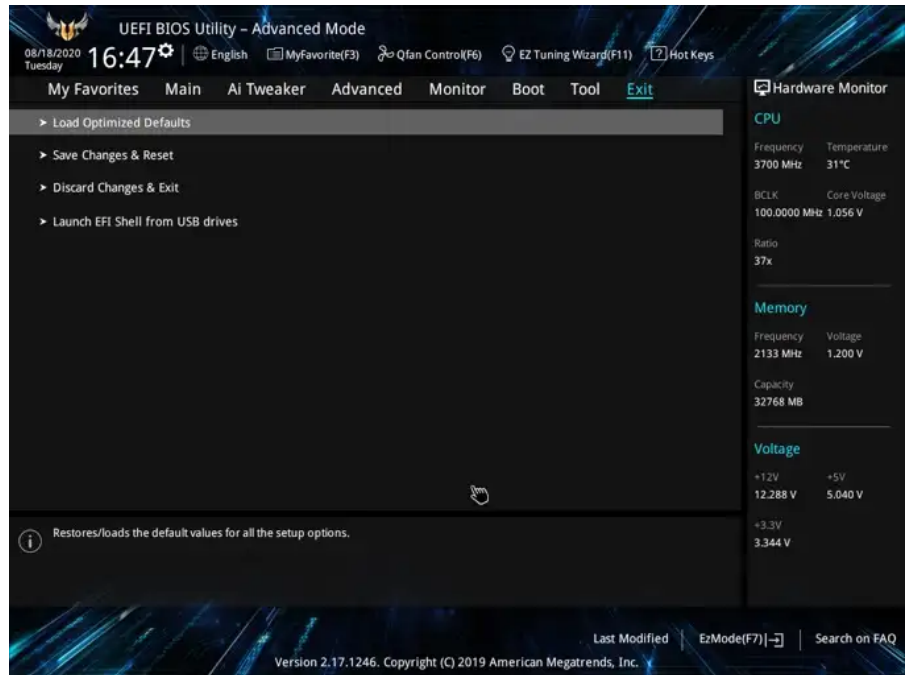 UEFI BIOS Utility – Advanced Mode
08/18/2020
Tuesday
16:47
English
MyFavorite(F3)
Qfan Control(F6)
EZ Tuning Wizard(F11)
? Hot Keys
My Favorites
Main
Ai Tweaker
Advanced
Monitor
Boot
Tool
Exit
> Load Optimized Defaults
> Save Changes & Reset
> Discard Changes & Exit
> Launch EFI Shell from USB drives
Hardware Monitor
CPU
Frequency Temperature
3700 MHz 31°C
BCLK Core Voltage
100.0000 MHz 1.056 V
Ratio
37x
Memory
Frequency Voltage
2133 MHz 1.200 V
Capacity
32768 MB
Voltage
+12V +5V
12.288 V 5.040 V
+3.3V
3.344 V
i Restores/loads the default values for all the setup options.
Last Modified
EzMode(F7)
Search on FAQ
Version 2.17.1246. Copyright (C) 2019 American Megatrends, Inc.